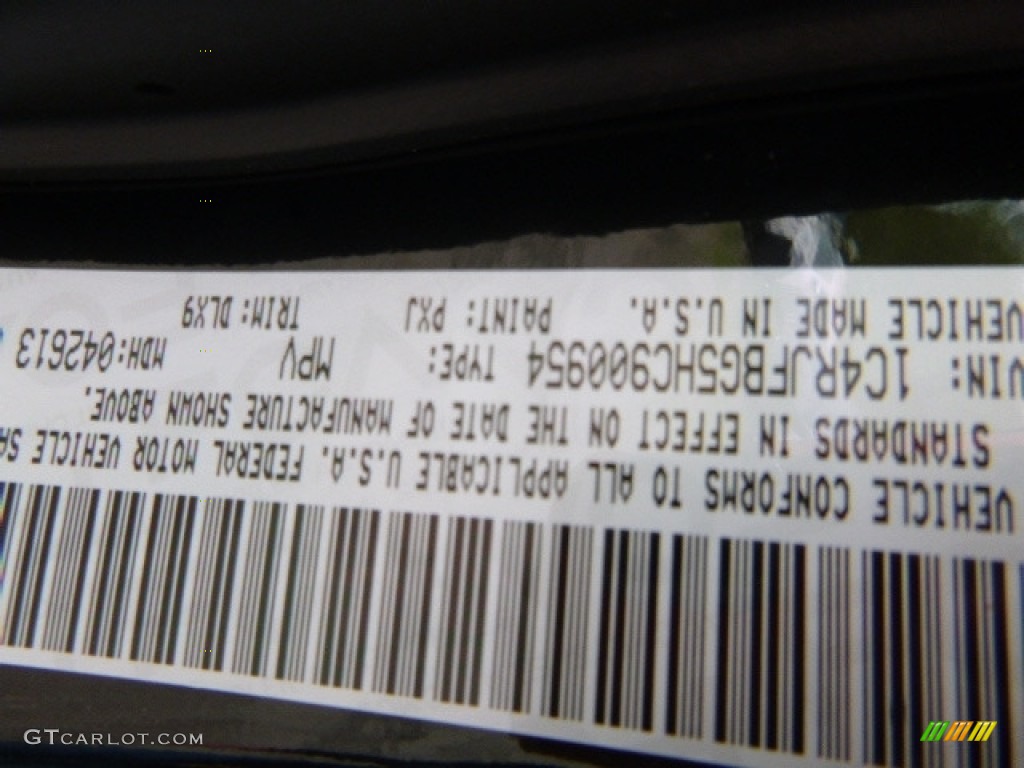 VEHICLE CONFORMS TO ALL APPLICABLE U.S.A. FEDERAL MOTOR VEHICLE SA
STANDARDS IN EFFECT ON THE DATE OF MANUFACTURE SHOWN ABOVE.
VIN: 1C4RJFBG5HC900954 TYPE: MPV MDH:042613
VEHICLE MADE IN U.S.A. PAINT: PXJ TRIM: DLX9
GTCARLOT.COM